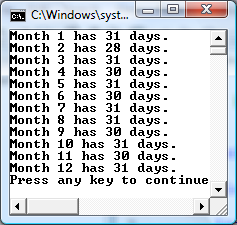 C:\Windows\syst...
Month 1 has 31 days.
Month 2 has 28 days.
Month 3 has 31 days.
Month 4 has 30 days.
Month 5 has 31 days.
Month 6 has 30 days.
Month 7 has 31 days.
Month 8 has 31 days.
Month 9 has 30 days.
Month 10 has 31 days.
Month 11 has 30 days.
Month 12 has 31 days.
Press any key to continue